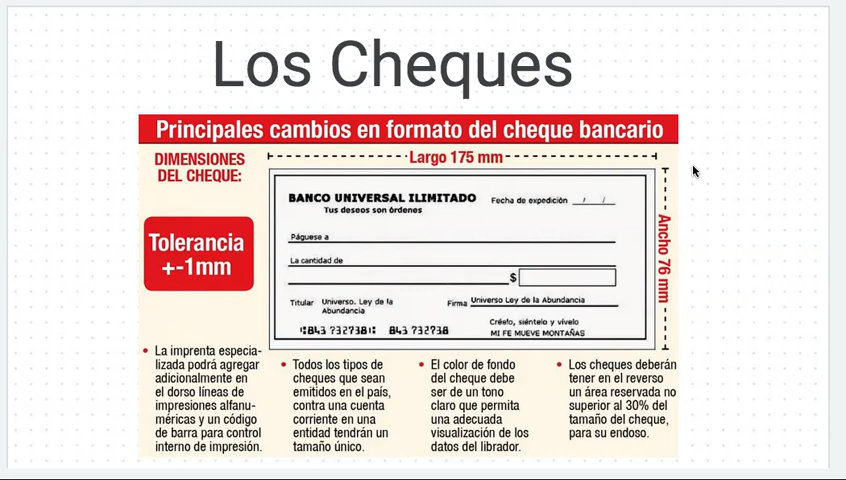 Los Cheques
Principales cambios en formato del cheque bancario
DIMENSIONES
DEL CHEQUE:
Largo 175 mm
Tolerancia
+-1mm
BANCO UNIVERSAL ILIMITADO
Tus deseos son órdenes
Fecha de expedición / /
Páguese a
La cantidad de
$
Titular Universo. Ley de la
Abundancia
Firma Universo Ley de la Abundancia
Créelo, siéntelo y vívelo
MI FE MUEVE MONTAÑAS
⑆843 732738⑆ 843 732738
Ancho 76 mm
• La imprenta especia-
lizada podrá agregar
adicionalmente en
el dorso líneas de
impresiones alfanu-
méricas y un código
de barra para control
interno de impresión.
• Todos los tipos de
cheques que sean
emitidos en el país,
contra una cuenta
corriente en una
entidad tendrán un
tamaño único.
• El color de fondo
del cheque debe
ser de un tono
claro que permita
una adecuada
visualización de los
datos del librador.
• Los cheques deberán
tener en el reverso
un área reservada no
superior al 30% del
tamaño del cheque,
para su endoso.